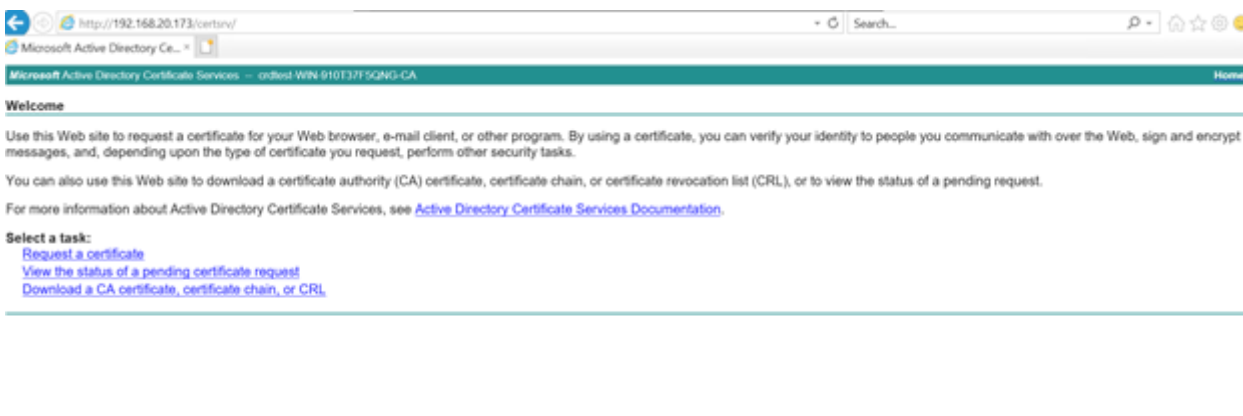 http://192.168.20.173/certsrv/
Search...
Microsoft Active Directory Ce...
Microsoft Active Directory Certificate Services -- crdtest-WIN-910T37F5QNG-CA
Home
Welcome
Use this Web site to request a certificate for your Web browser, e-mail client, or other program. By using a certificate, you can verify your identity to people you communicate with over the Web, sign and encrypt
messages, and, depending upon the type of certificate you request, perform other security tasks.
You can also use this Web site to download a certificate authority (CA) certificate, certificate chain, or certificate revocation list (CRL), or to view the status of a pending request.
For more information about Active Directory Certificate Services, see Active Directory Certificate Services Documentation.
Select a task:
Request a certificate
View the status of a pending certificate request
Download a CA certificate, certificate chain, or CRL